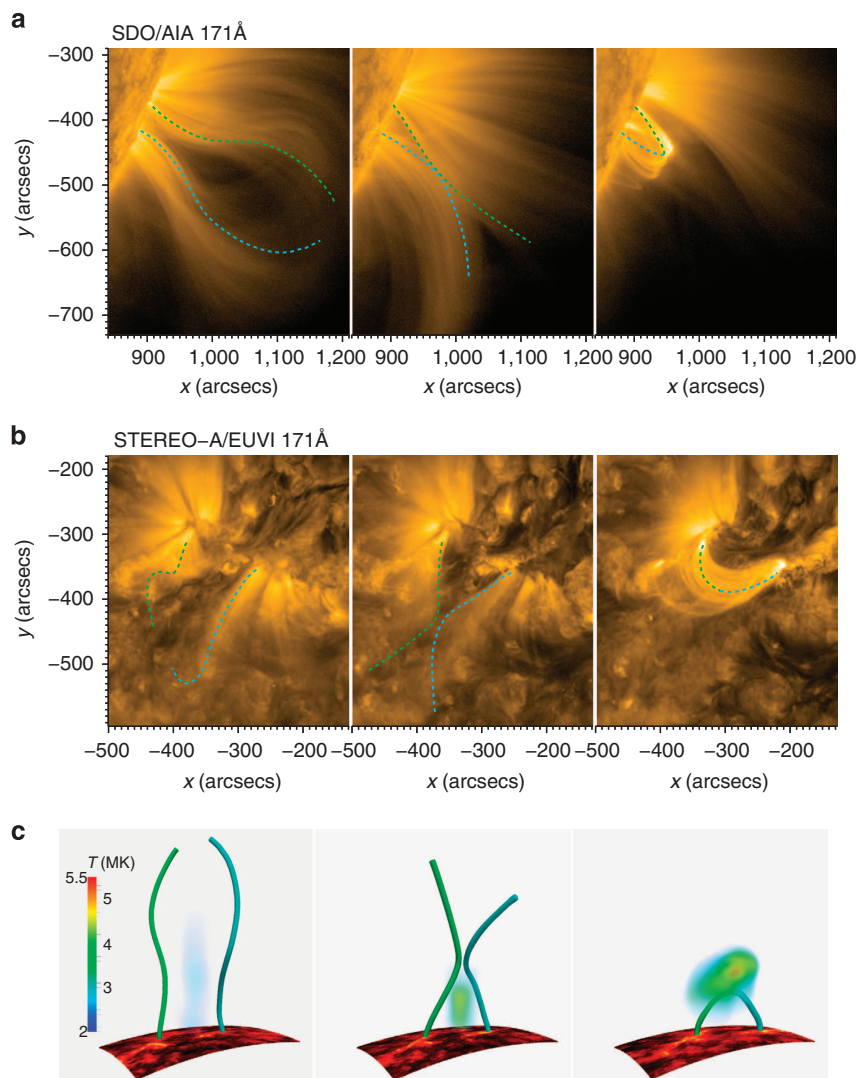 a
SDO/AIA 171Å
−300
−400
−500
−600
−700
y (arcsecs)
900 1,000 1,100 1,200 900 1,000 1,100 1,200 900 1,000 1,100 1,200
x (arcsecs) x (arcsecs) x (arcsecs)
b
STEREO−A/EUVI 171Å
−200
−300
−400
−500
y (arcsecs)
−500 −400 −300 −200 −500 −400 −300 −200 −500 −400 −300 −200
x (arcsecs) x (arcsecs) x (arcsecs)
c
T (MK)
5.5
5
4
3
2